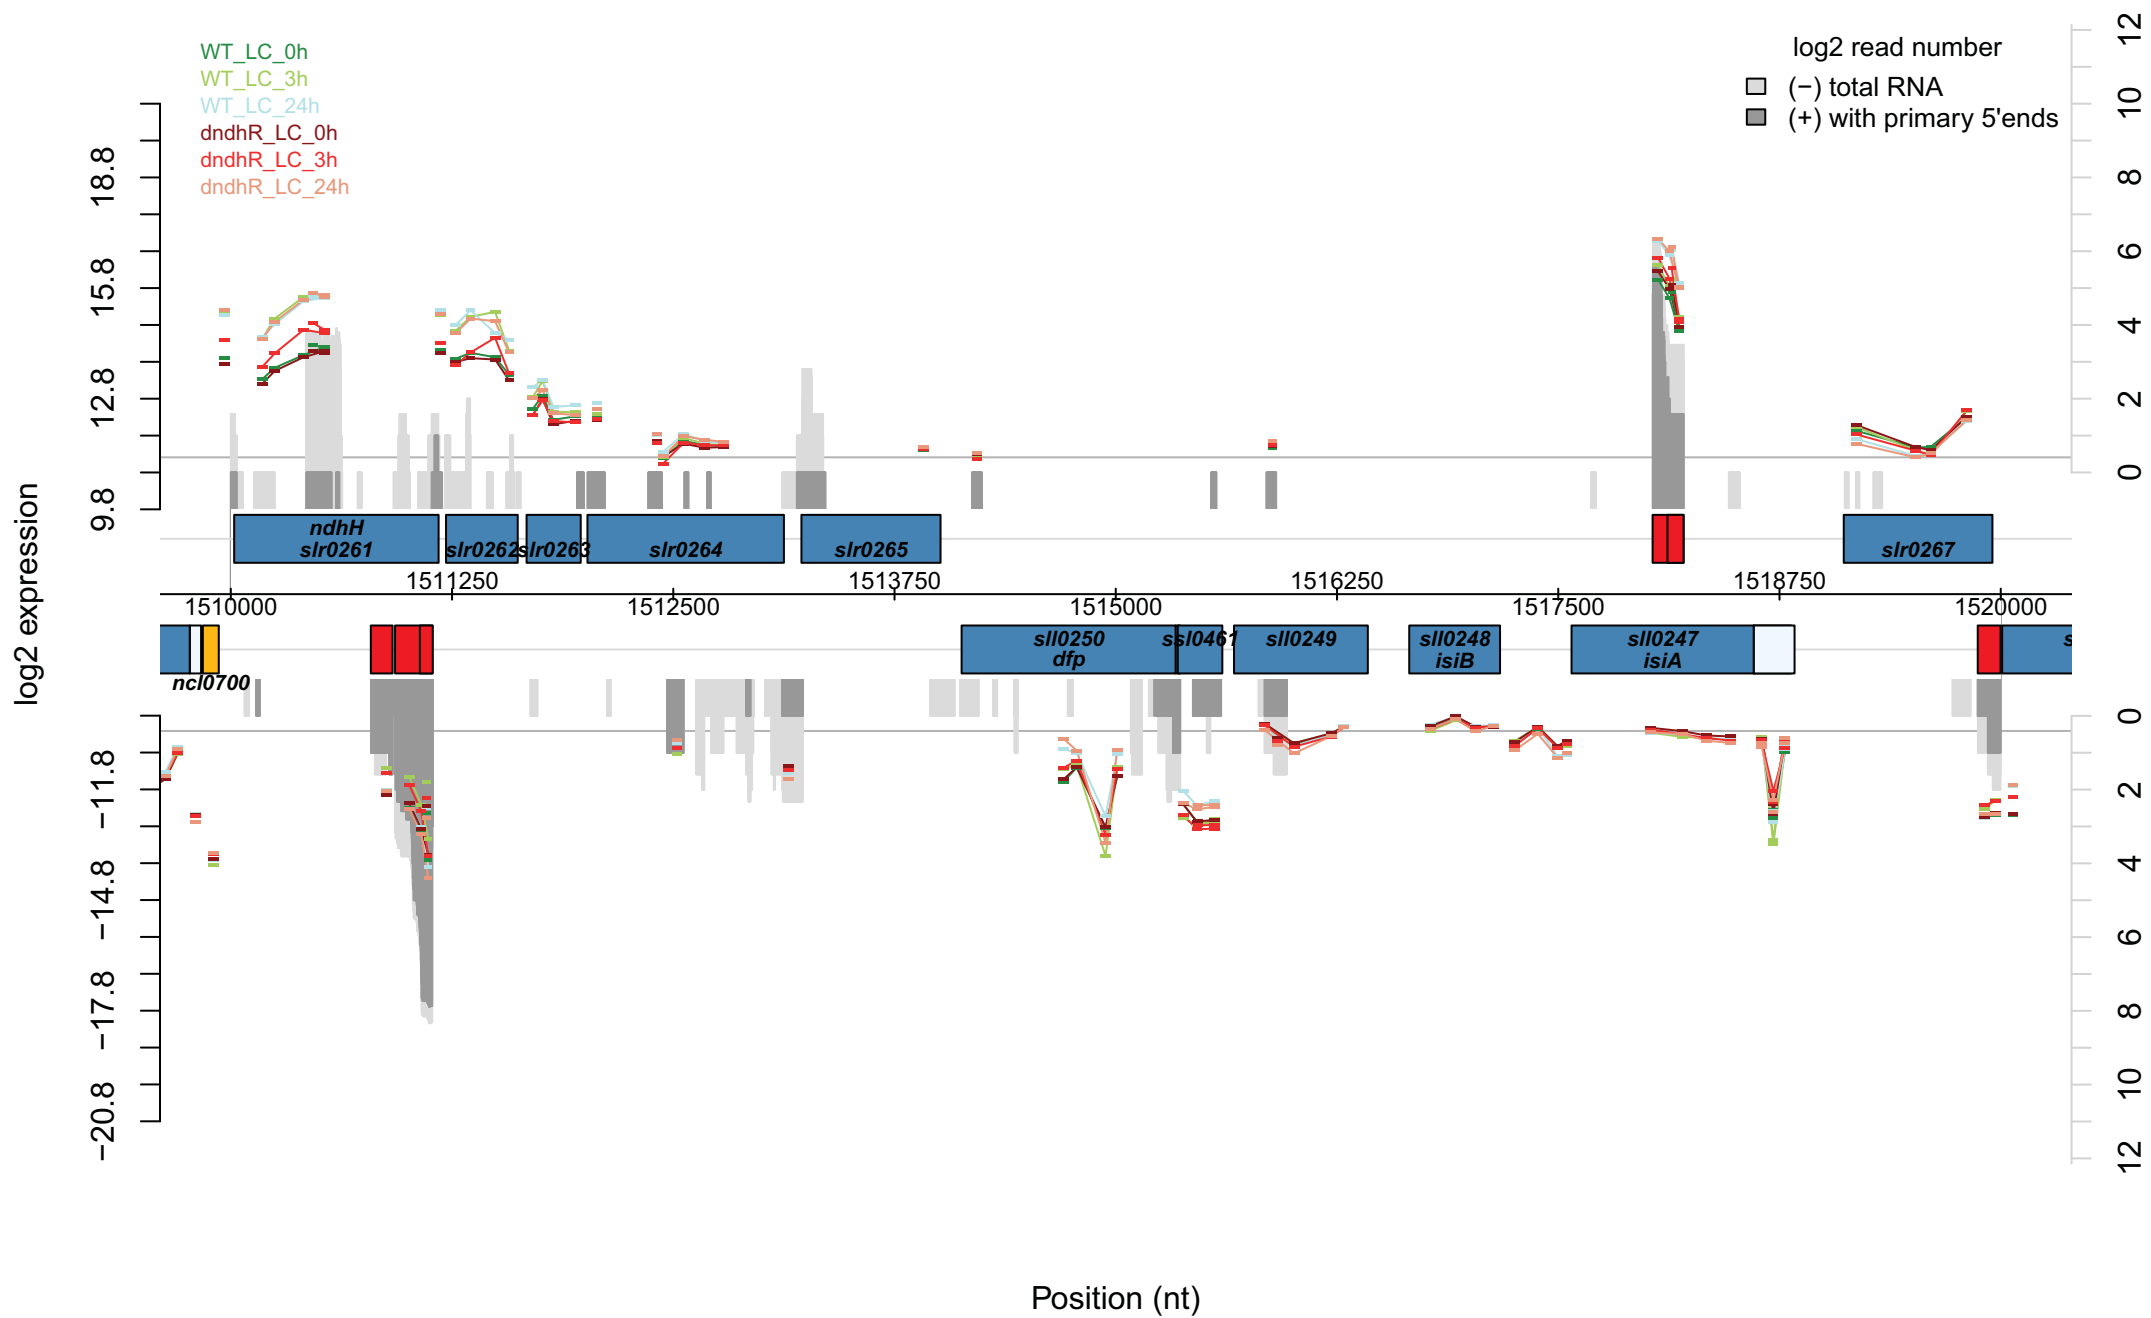 WT_LC_0h
WT_LC_3h
WT_LC_24h
dndhR_LC_0h
dndhR_LC_3h
dndhR_LC_24h
log2 read number
(−) total RNA
(+) with primary 5'ends
log2 expression
18.8
15.8
12.8
9.8
12
10
8
6
4
2
0
ndhH
slr0261
slr0262
slr0263
slr0264
slr0265
slr0267
1511250
1513750
1516250
1518750
1510000
1512500
1515000
1517500
1520000
ncl0700
sll0250
dfp
ssl0461
sll0249
sll0248
isiB
sll0247
isiA
s
−11.8
−14.8
−17.8
−20.8
0
2
4
6
8
10
12
Position (nt)